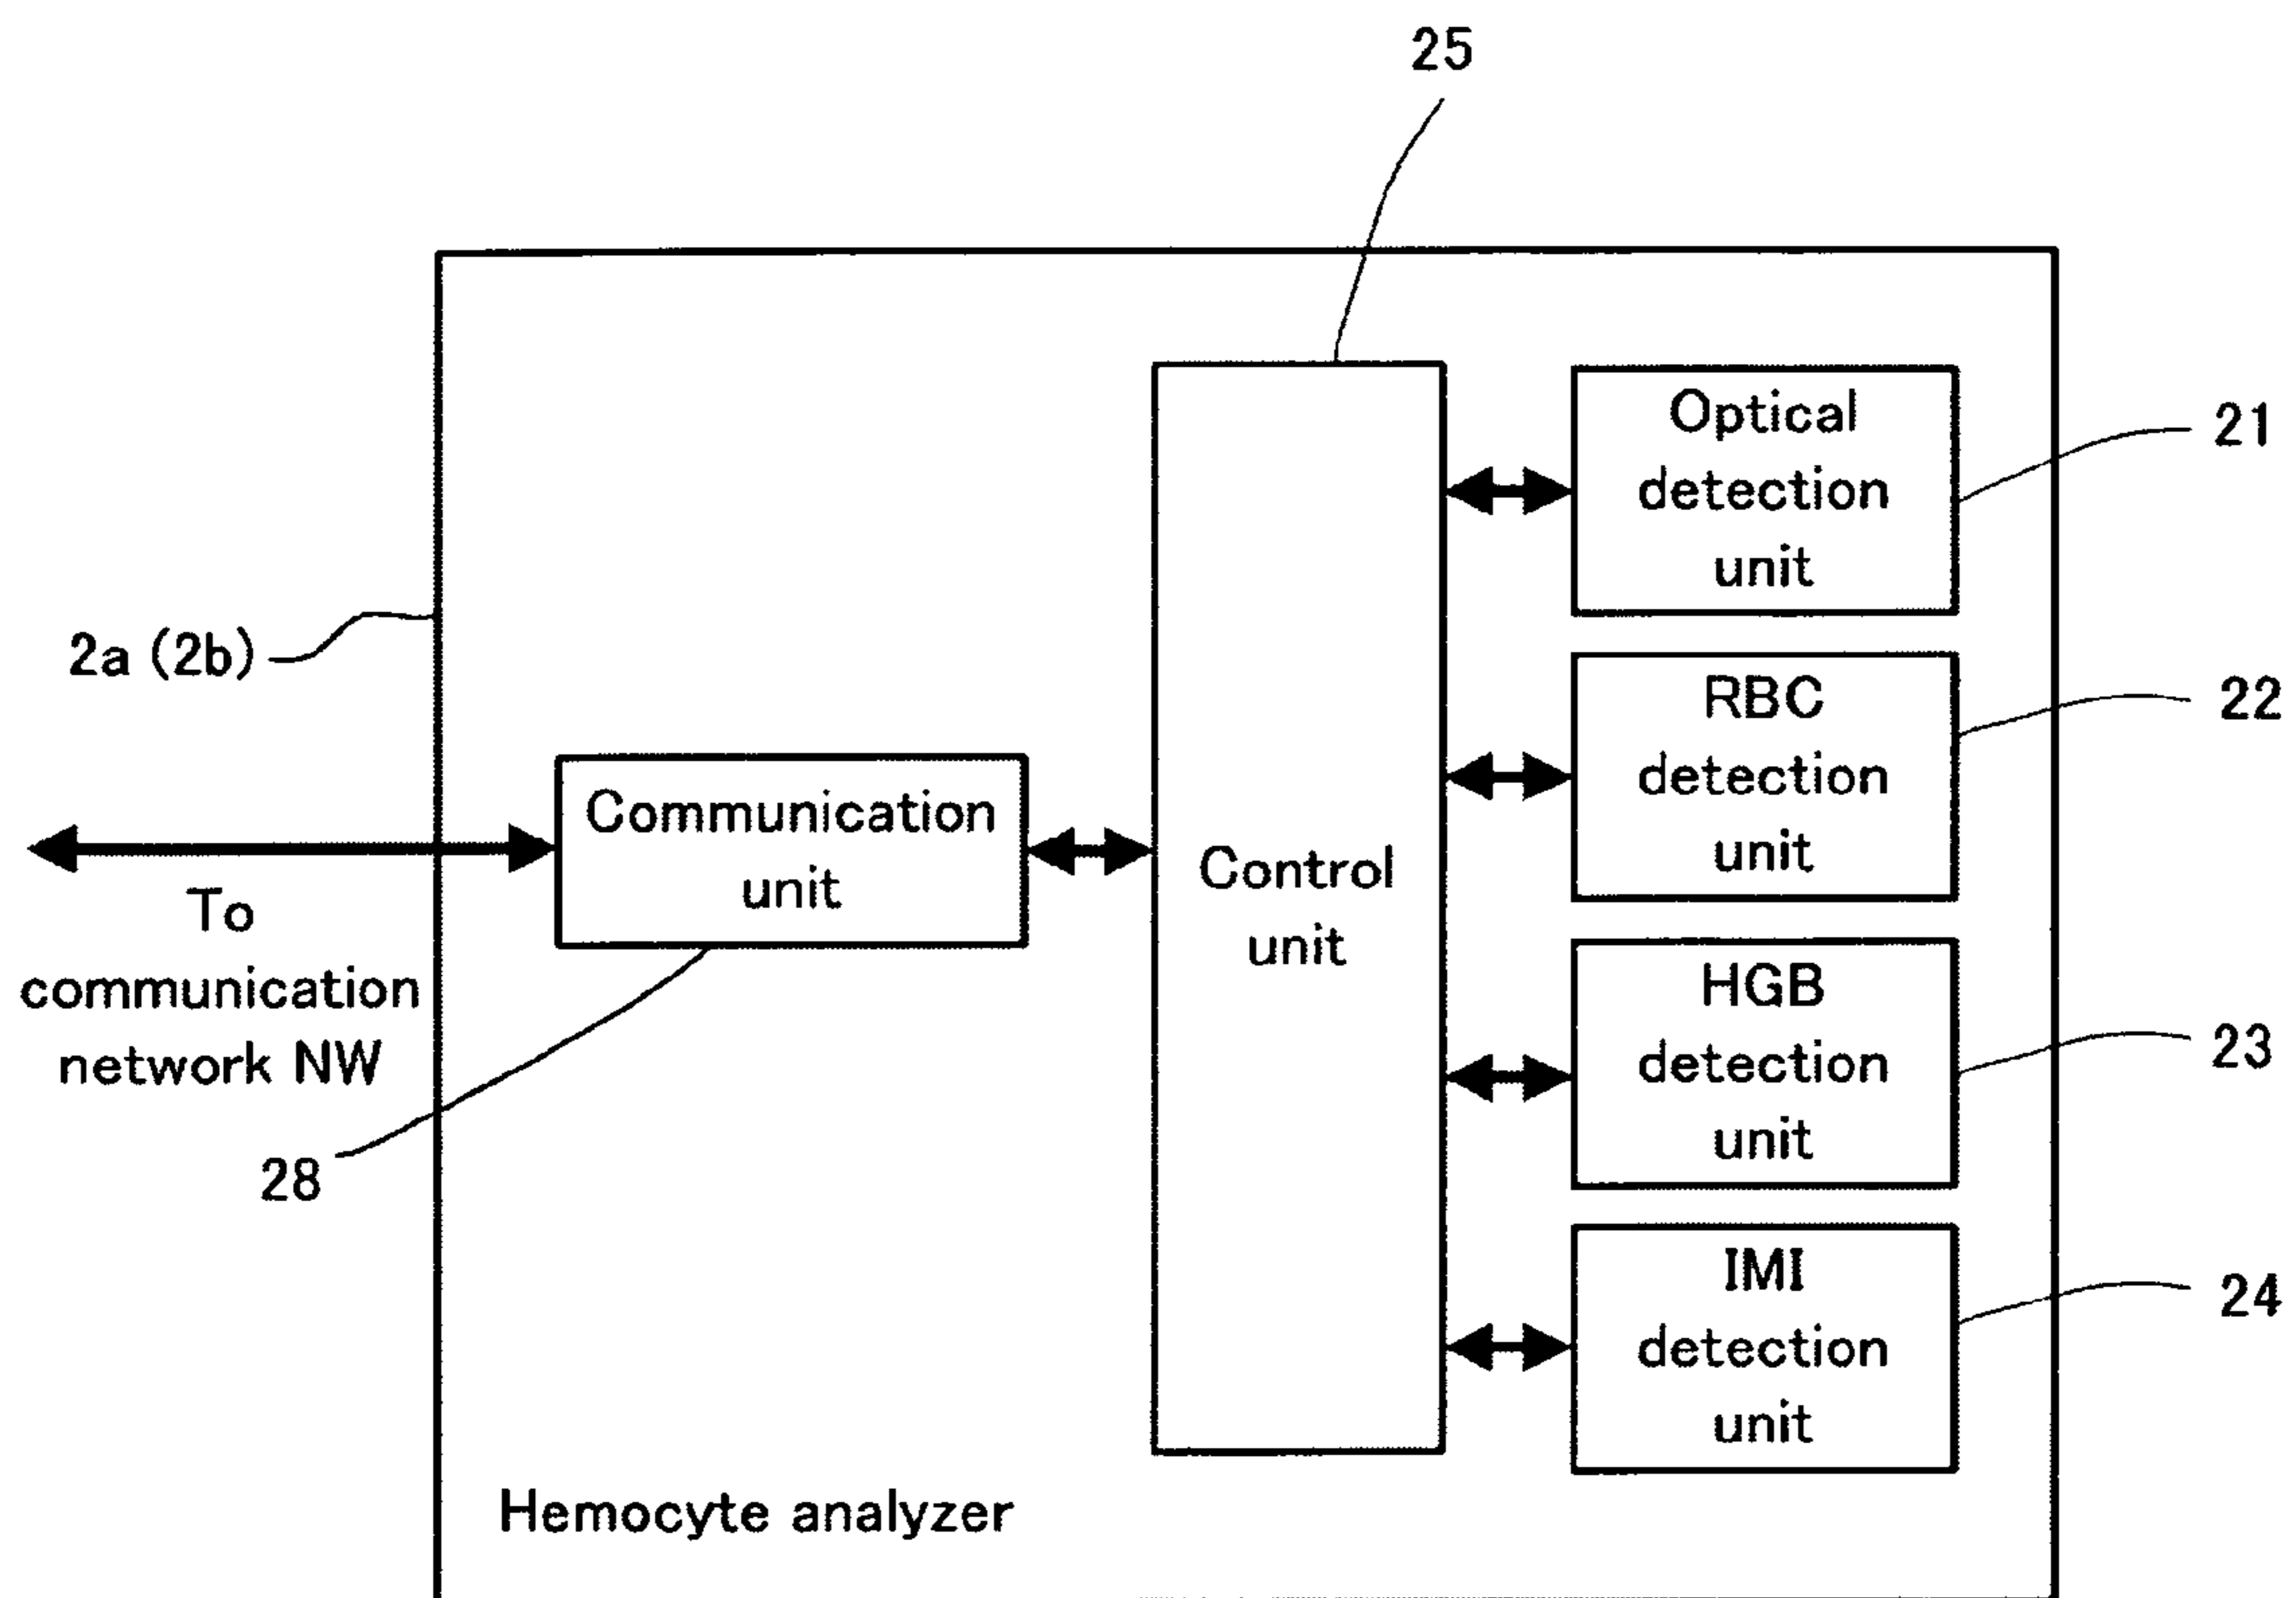 25
Optical
detection
unit
21
2a (2b)
RBC
detection
unit
22
Communication
unit
Control
unit
To
communication
network NW
28
HGB
detection
unit
23
IMI
detection
unit
24
Hemocyte analyzer